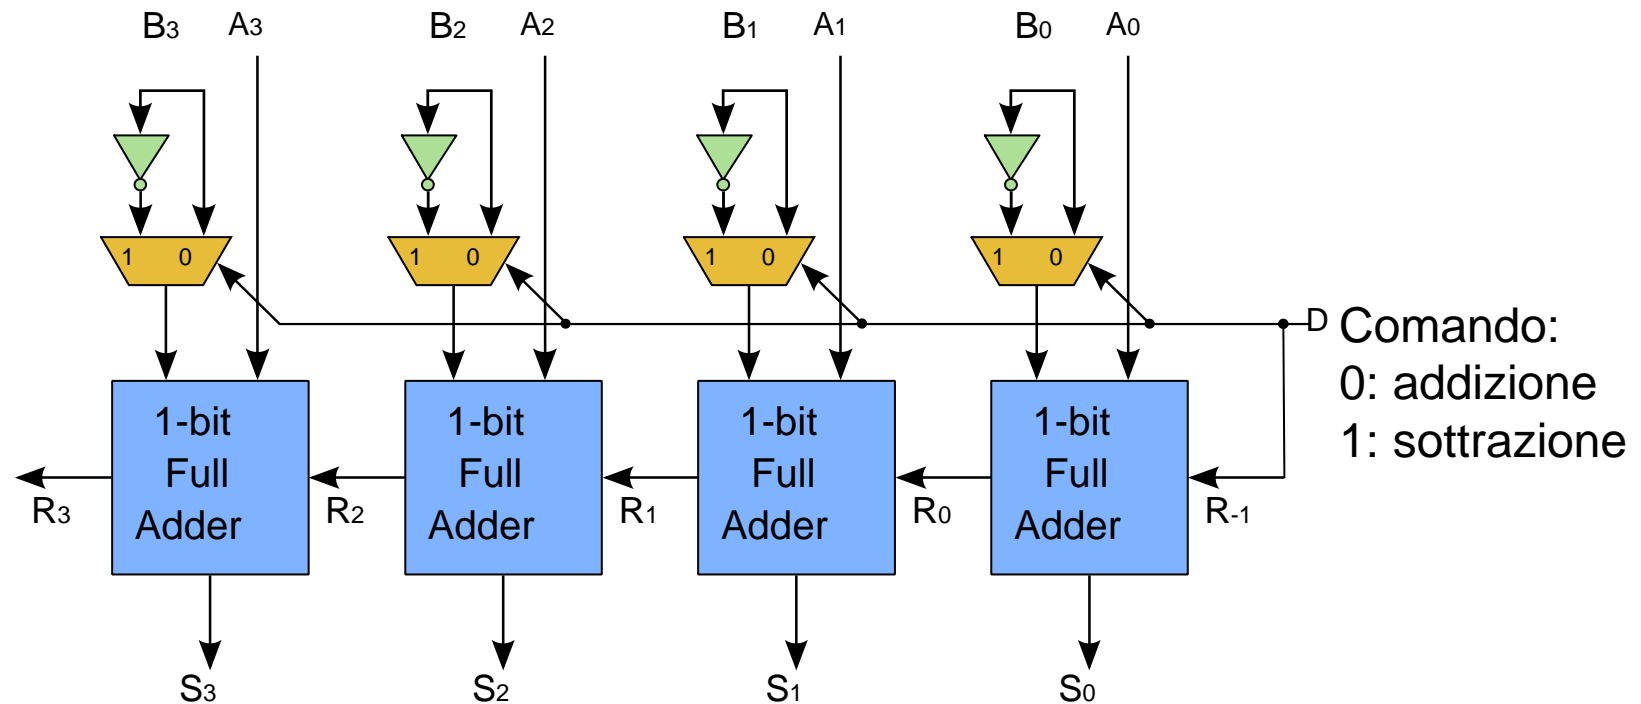 B3 A3 B2 A2 B1 A1 B0 A0
1 0 1 0 1 0 1 0
D Comando:
0: addizione
1: sottrazione
1-bit Full Adder
1-bit Full Adder
1-bit Full Adder
1-bit Full Adder
R3 R2 R1 R0 R-1
S3 S2 S1 S0